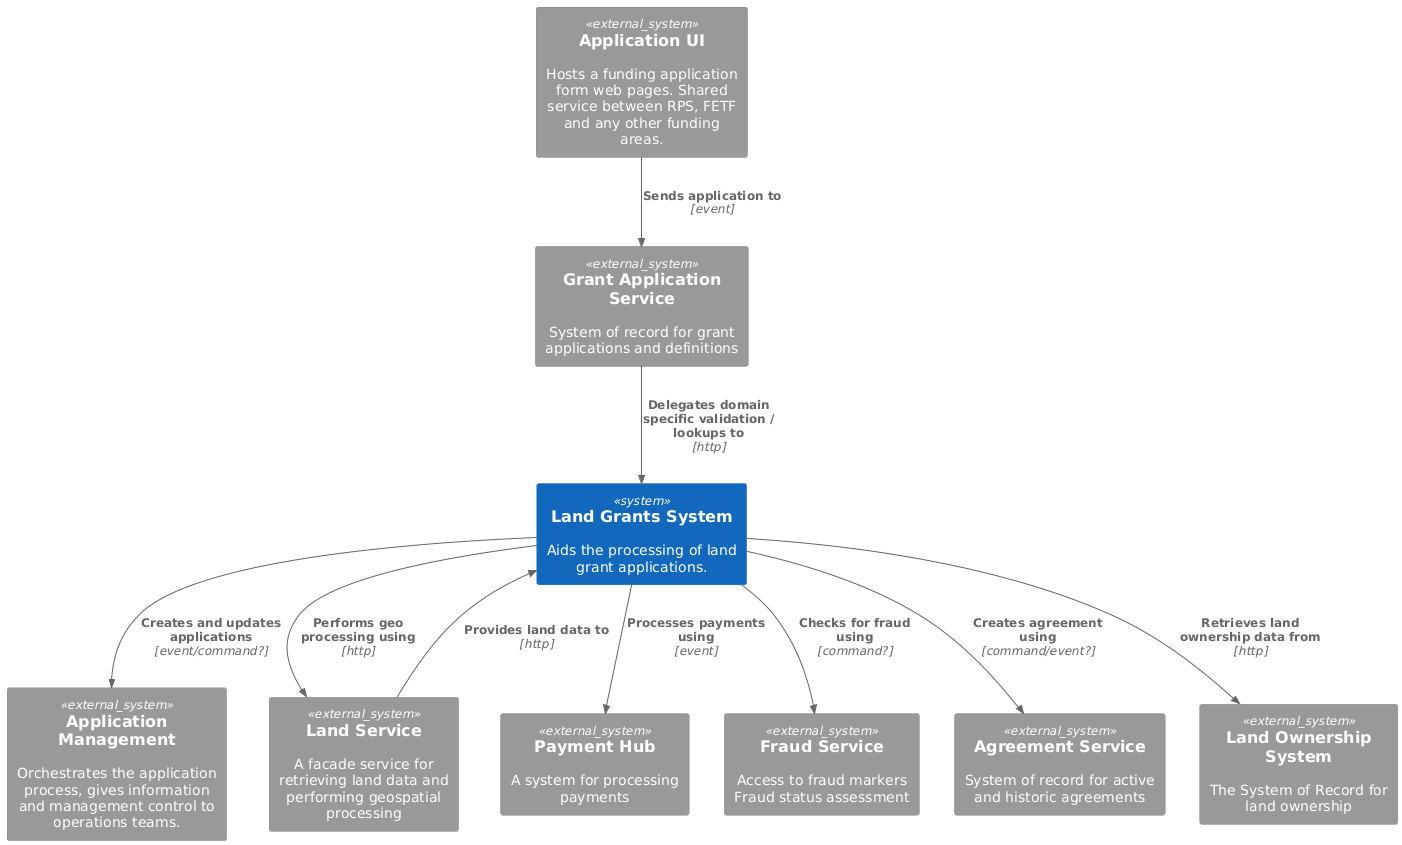 «external_system»
Application UI
Hosts a funding application
form web pages. Shared
service between RPS, FETF
and any other funding
areas.
Sends application to
[event]
«external_system»
Grant Application
Service
System of record for grant
applications and definitions
Delegates domain
specific validation /
lookups to
[http]
«system»
Land Grants System
Aids the processing of land
grant applications.
Creates and updates
applications
[event/command?]
Performs geo
processing using
[http]
Provides land data to
[http]
Processes payments
using
[event]
Checks for fraud
using
[command?]
Creates agreement
using
[command/event?]
Retrieves land
ownership data from
[http]
«external_system»
Application
Management
Orchestrates the application
process, gives information
and management control to
operations teams.
«external_system»
Land Service
A facade service for
retrieving land data and
performing geospatial
processing
«external_system»
Payment Hub
A system for processing
payments
«external_system»
Fraud Service
Access to fraud markers
Fraud status assessment
«external_system»
Agreement Service
System of record for active
and historic agreements
«external_system»
Land Ownership
System
The System of Record for
land ownership